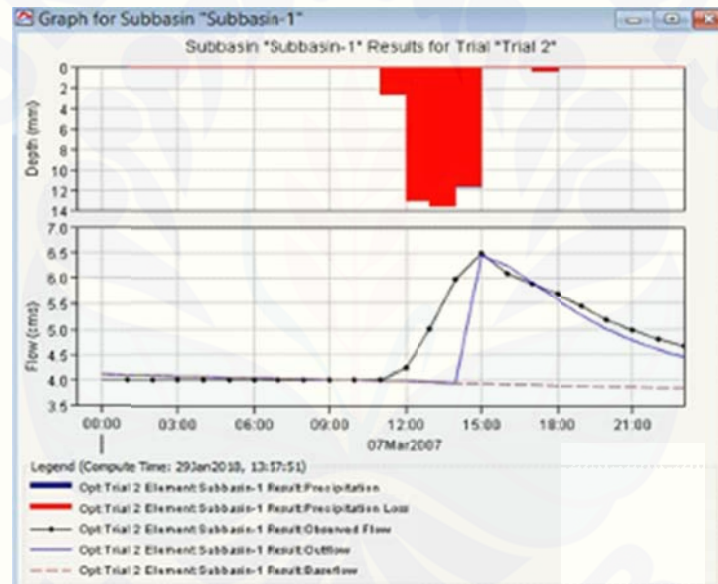 Graph for Subbasin "Subbasin-1"
Subbasin "Subbasin-1" Results for Trial "Trial 2"
Depth (mm)
0
2
4
6
8
10
12
14
Flow (cms)
7.0
6.5
6.0
5.5
5.0
4.5
4.0
3.5
00:00 03:00 06:00 09:00 12:00 15:00 18:00 21:00
07Mar2007
Legend (Compute Time: 29Jan2018, 13:17:51)
Opt:Trial 2 Element:Subbasin-1 Result:Precipitation
Opt:Trial 2 Element:Subbasin-1 Result:Precipitation Loss
Opt:Trial 2 Element:Subbasin-1 Result:Observed Flow
Opt:Trial 2 Element:Subbasin-1 Result:Outflow
Opt:Trial 2 Element:Subbasin-1 Result:Baseflow